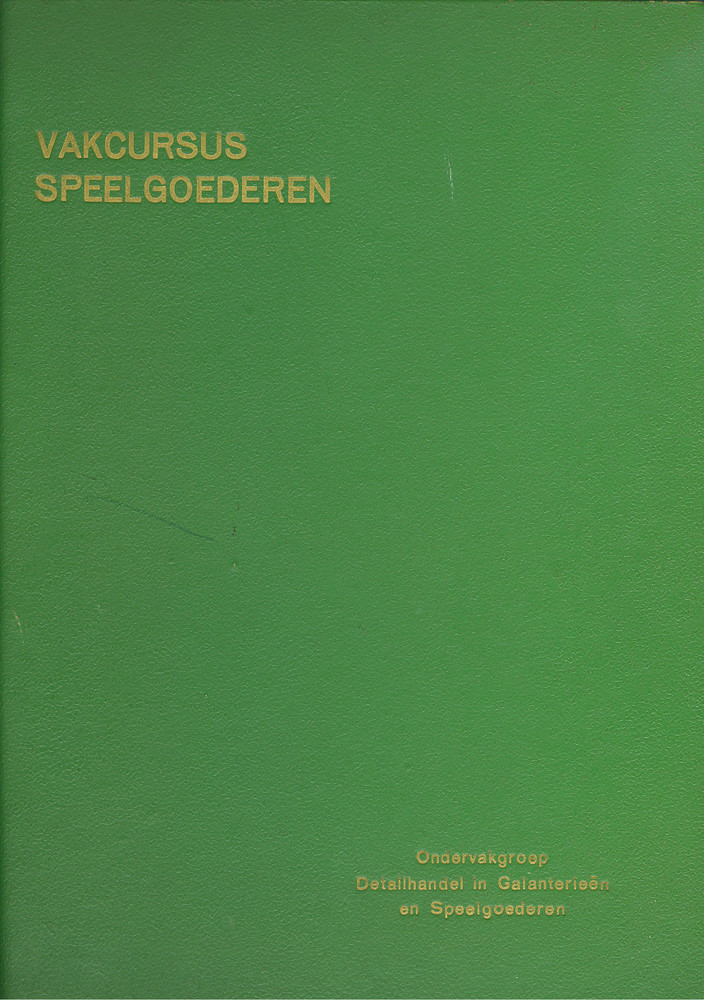 VAKCURSUS
SPEELGOEDEREN
Ondervakgroep
Detailhandel in Galanterieën
en Speelgoederen